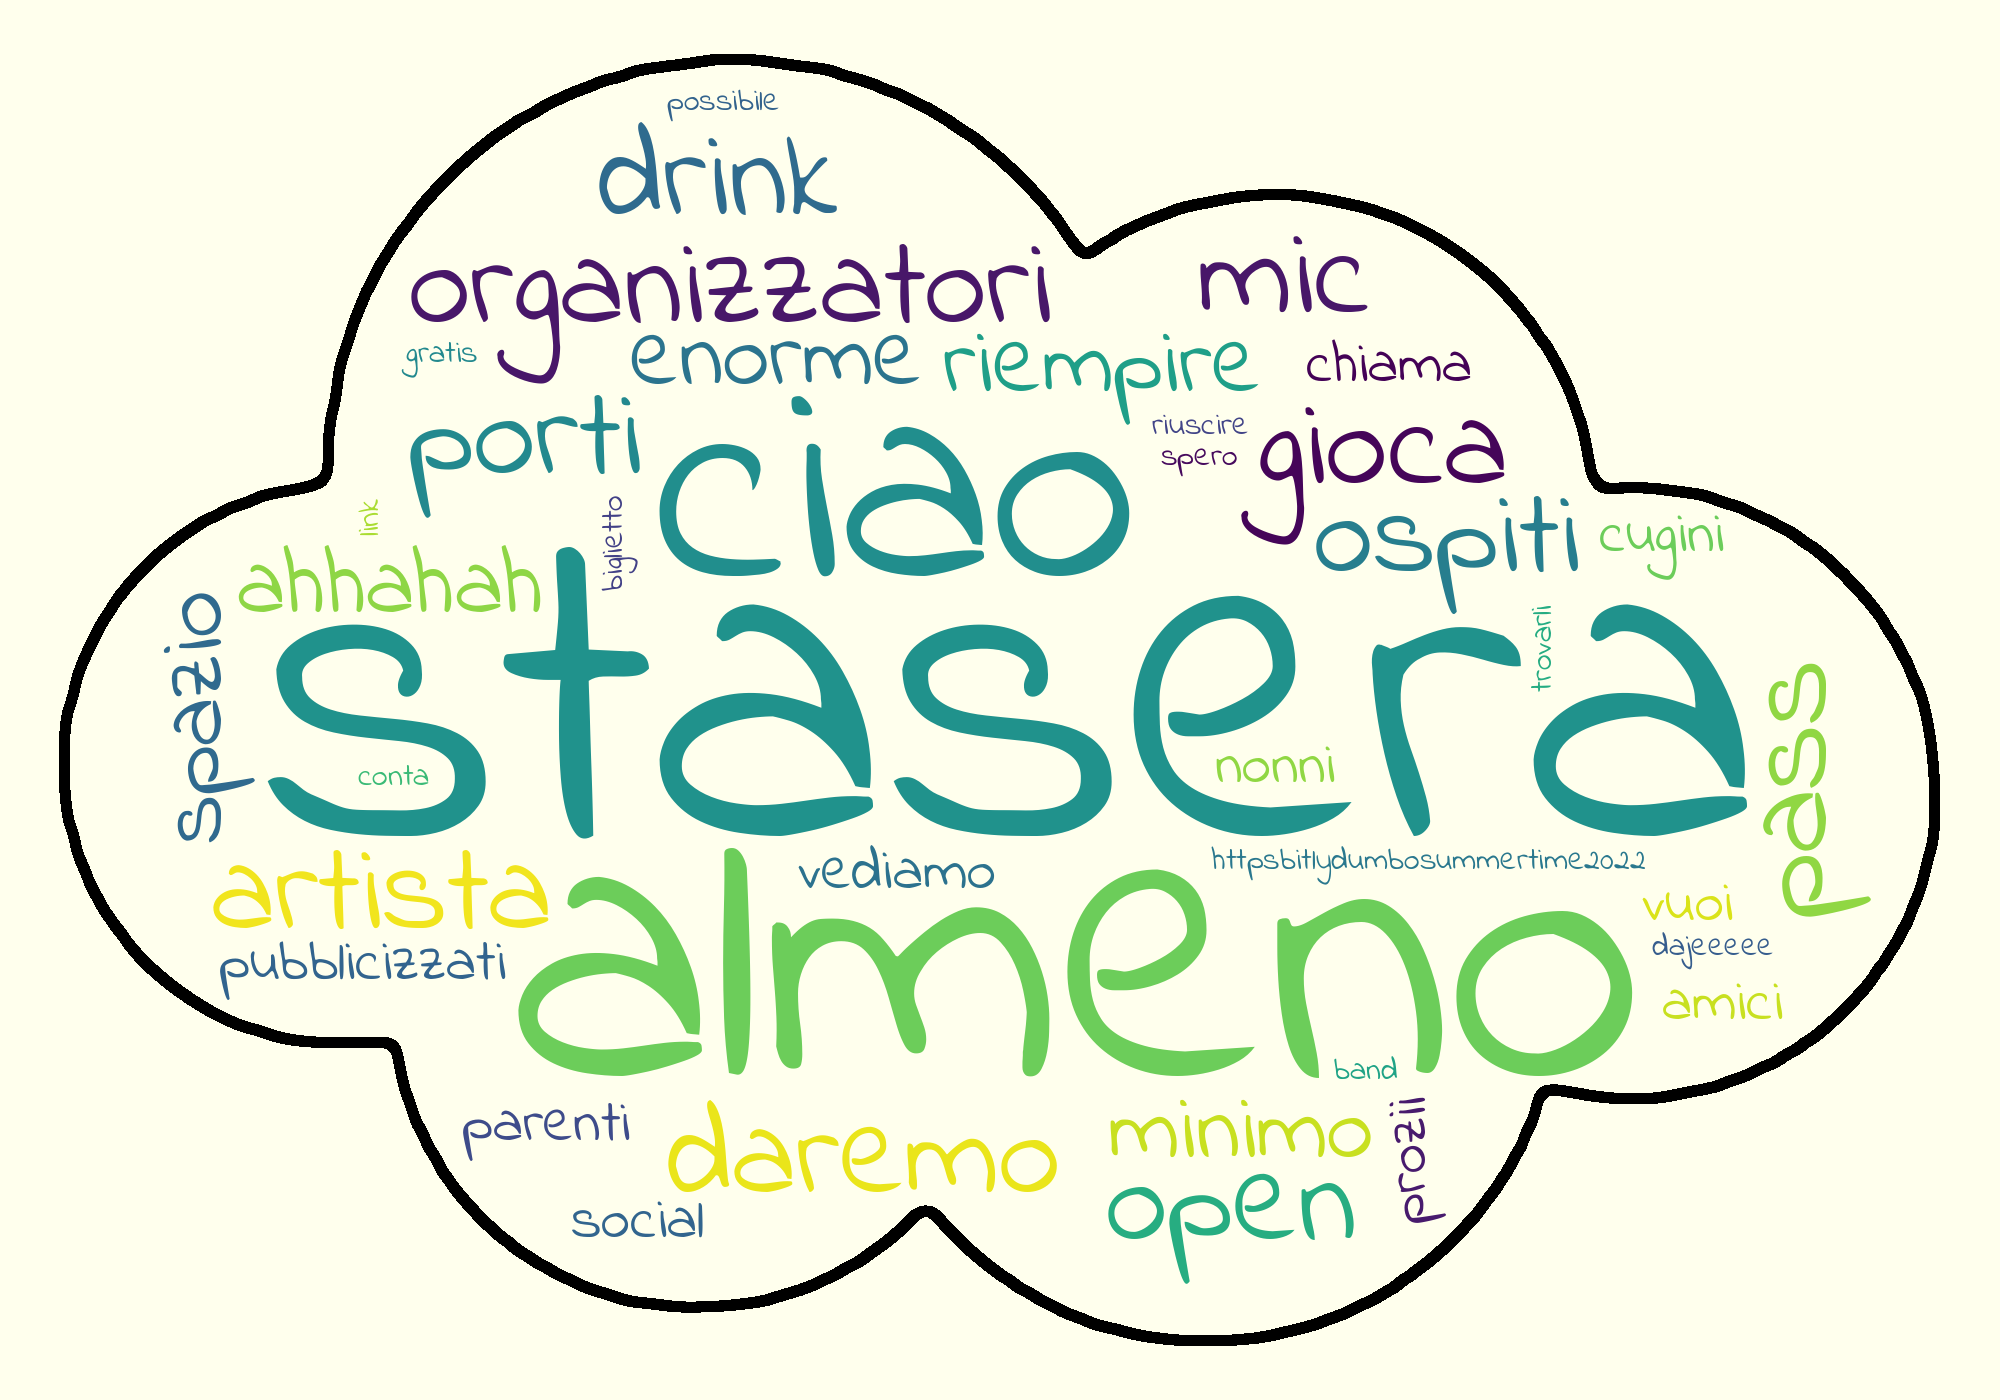 possibile
drink
organizzatori
mic
gratis
enorme
riempire
chiama
porti
ciao
riuscire
spero
gioca
link
biglietto
ospiti
cugini
ahhahah
spazio
stasera
trovarli
pass
conta
nonni
artista
vediamo
httpsbitlydumbosummertime2022
almeno
vuoi
pubblicizzati
dajeeeee
amici
band
parenti
daremo
minimo
prozii
social
open